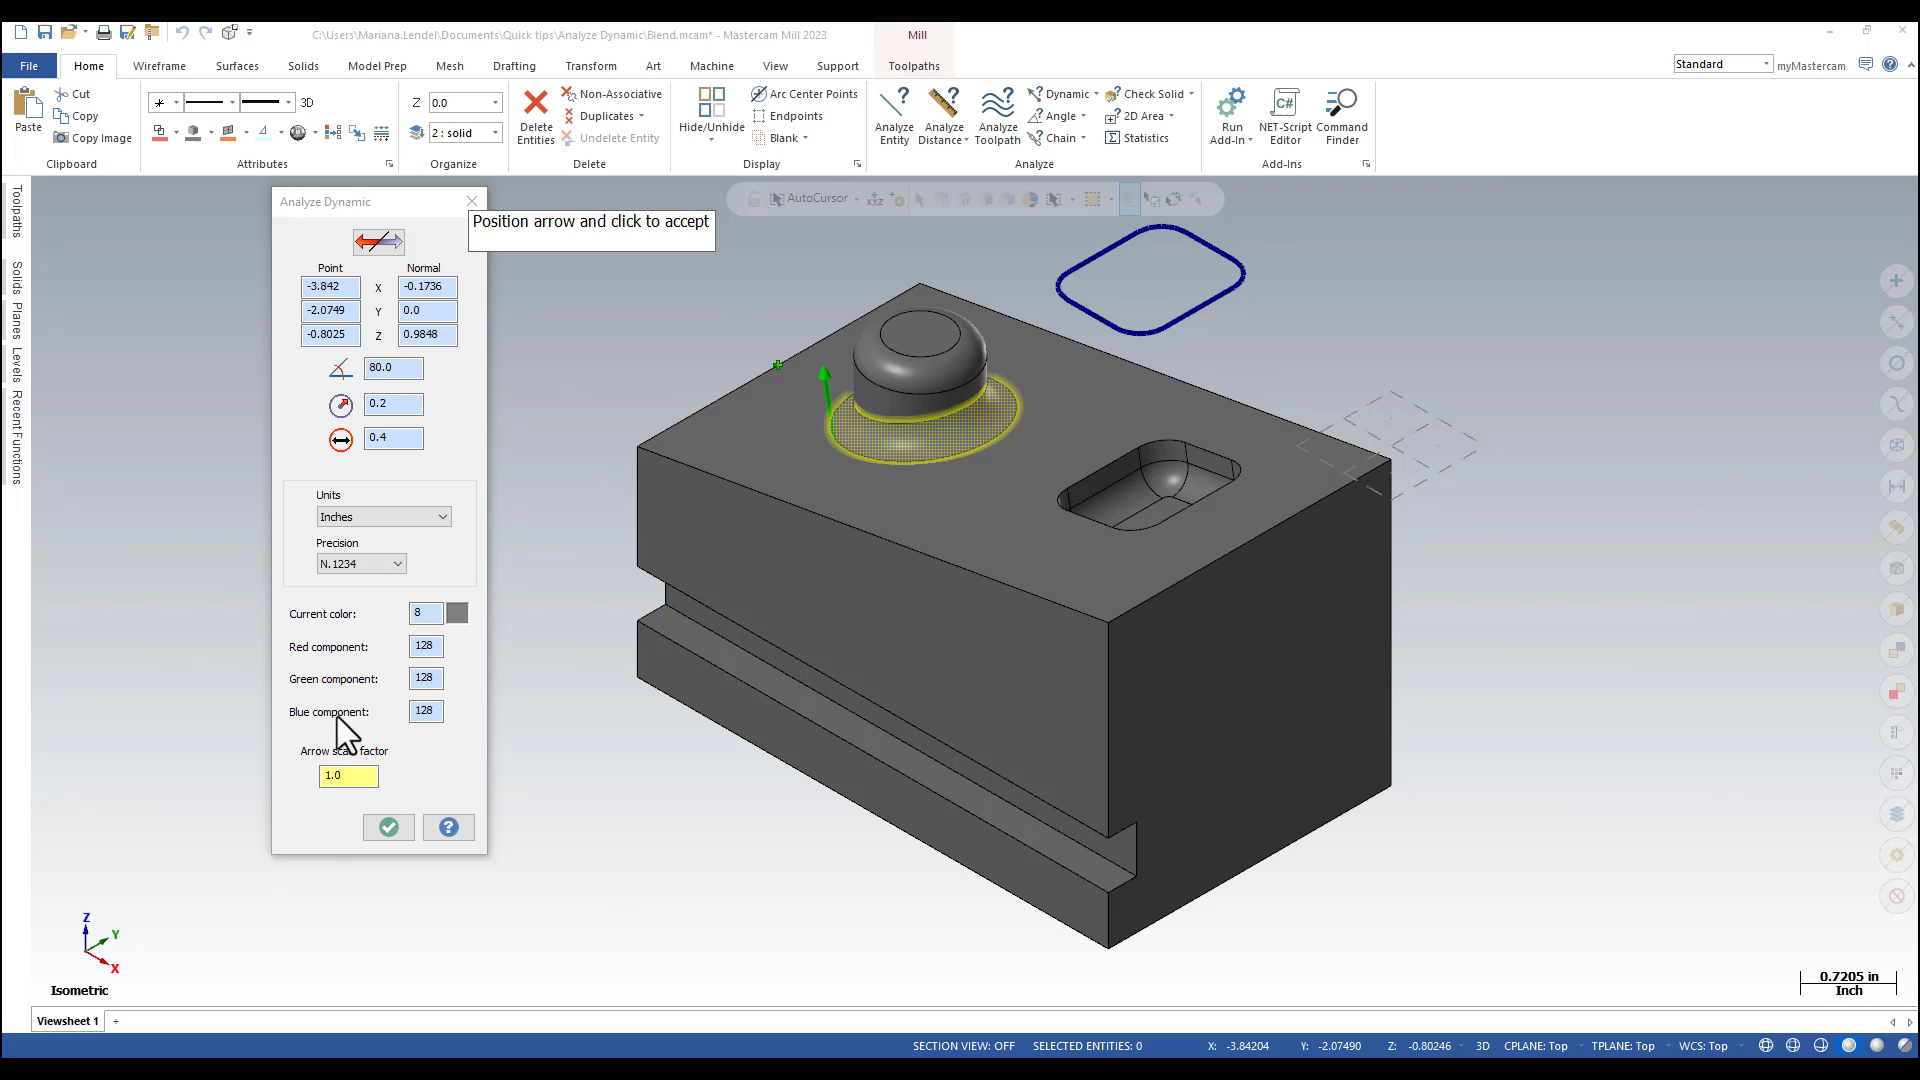 C:\Users\Mariana.Lendel\Documents\Quick tips\Analyze Dynamic\Blend.mcam* - Mastercam Mill 2023
Mill
File
Home
Wireframe
Surfaces
Solids
Model Prep
Mesh
Drafting
Transform
Art
Machine
View
Support
Toolpaths
Standard
myMastercam
Paste
Cut
Copy
Copy Image
Clipboard
3D
Attributes
Z 0.0
2 : solid
Organize
Delete
Entities
Non-Associative
Duplicates
Undelete Entity
Delete
Hide/Unhide
Arc Center Points
Endpoints
Blank
Display
Analyze
Entity
Analyze
Distance
Analyze
Toolpath
Dynamic
Angle
Chain
Check Solid
2D Area
Statistics
Analyze
Run
Add-In
C#
NET-Script
Editor
Command
Finder
Add-Ins
Toolpaths
Solids
Planes
Levels
Recent Functions
AutoCursor
XYZ
Analyze Dynamic
Position arrow and click to accept
Point Normal
-3.842 X -0.1736
-2.0749 Y 0.0
-0.8025 Z 0.9848
80.0
0.2
0.4
Units
Inches
Precision
N.1234
Current color: 8
Red component: 128
Green component: 128
Blue component: 128
Arrow factor
1.0
Z
Y
X
Isometric
0.7205 in
Inch
Viewsheet 1 +
SECTION VIEW: OFF SELECTED ENTITIES: 0 X: -3.84204 Y: -2.07490 Z: -0.80246 3D CPLANE: Top TPLANE: Top WCS: Top